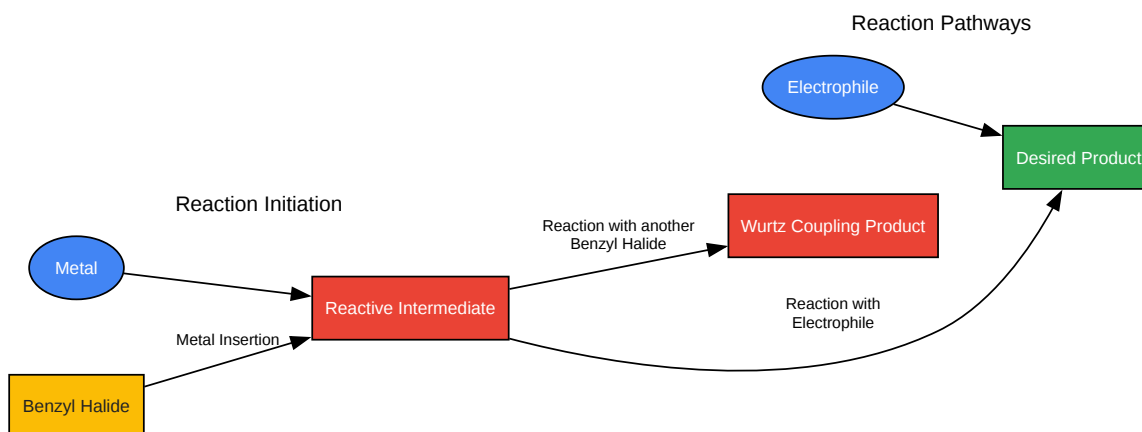 Reaction Pathways
Electrophile
Desired Product
Reaction Initiation
Reaction with another
Benzyl Halide
Wurtz Coupling Product
Metal
Reactive Intermediate
Reaction with
Electrophile
Metal Insertion
Benzyl Halide